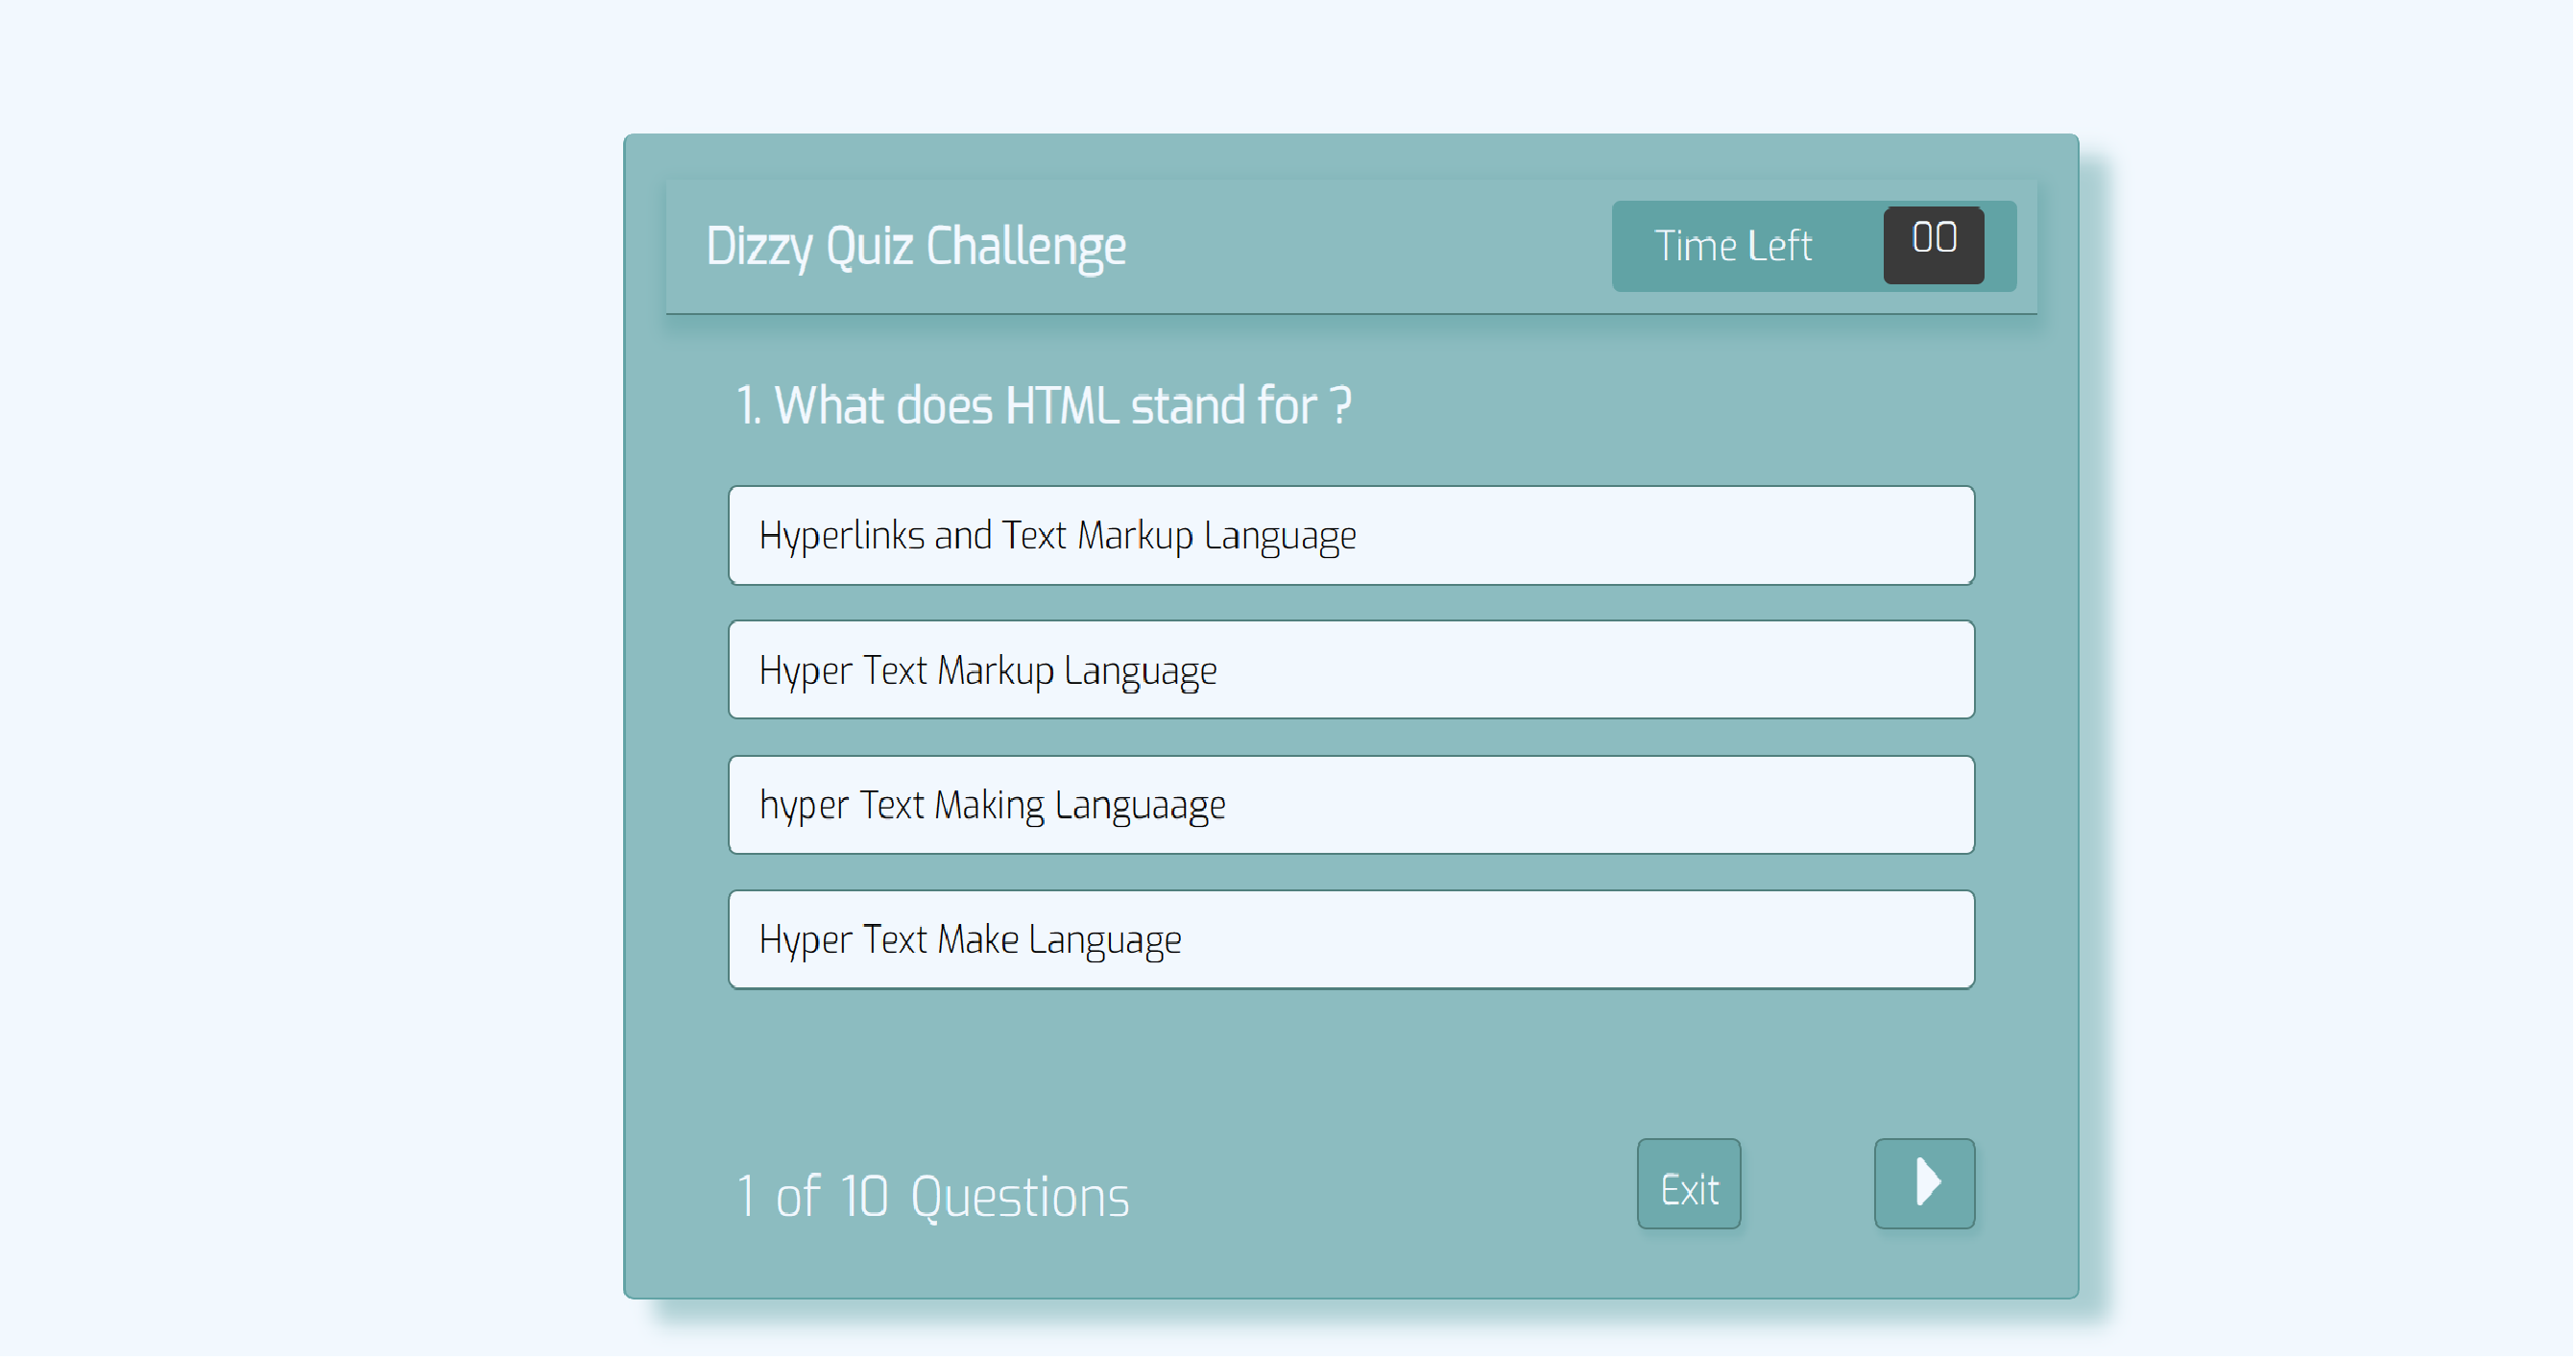 Dizzy Quiz Challenge
Time Left 00
1. What does HTML stand for ?
Hyperlinks and Text Markup Language
Hyper Text Markup Language
hyper Text Making Languaage
Hyper Text Make Language
1 of 10 Questions
Exit